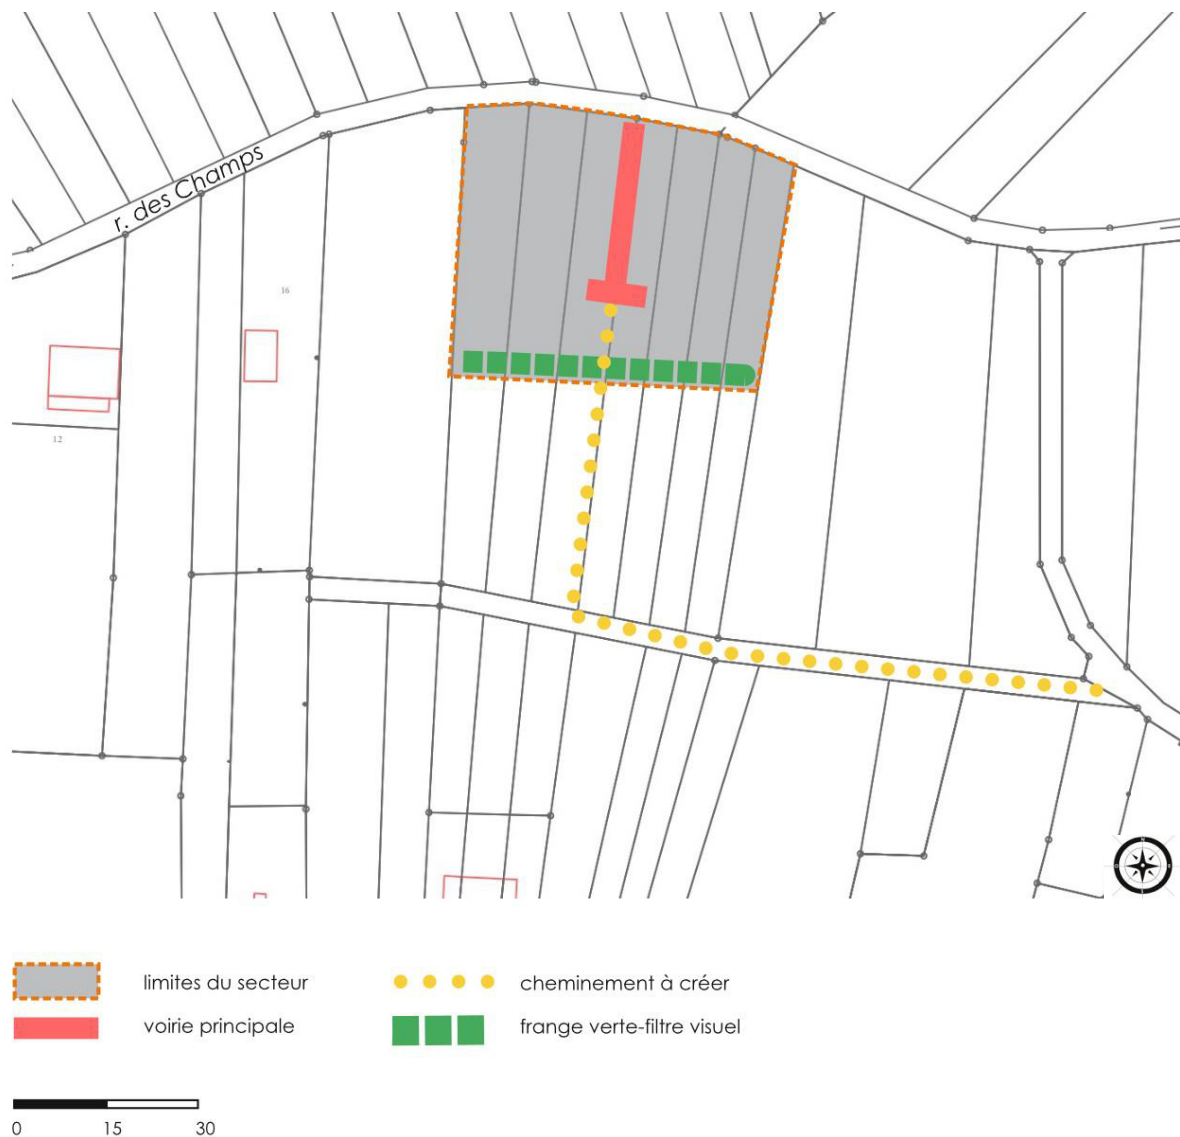 r. des Champs
16
12
limites du secteur
cheminement à créer
voirie principale
frange verte-filtre visuel
0 15 30